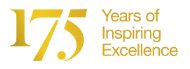 175
Years of
Inspiring
Excellence